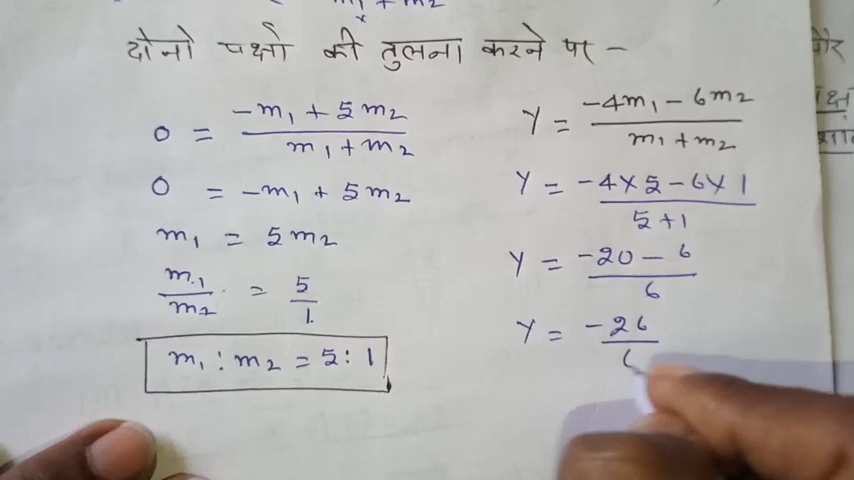 दोनो पक्षो की तुलना करने पर -
0 = (-m₁ + 5m₂)/(m₁ + m₂)
0 = -m₁ + 5m₂
m₁ = 5m₂
m₁/m₂ = 5/1
m₁ : m₂ = 5 : 1
Y = (-4m₁ - 6m₂)/(m₁ + m₂)
Y = (-4×5 - 6×1)/(5+1)
Y = (-20 - 6)/6
Y = -26/6